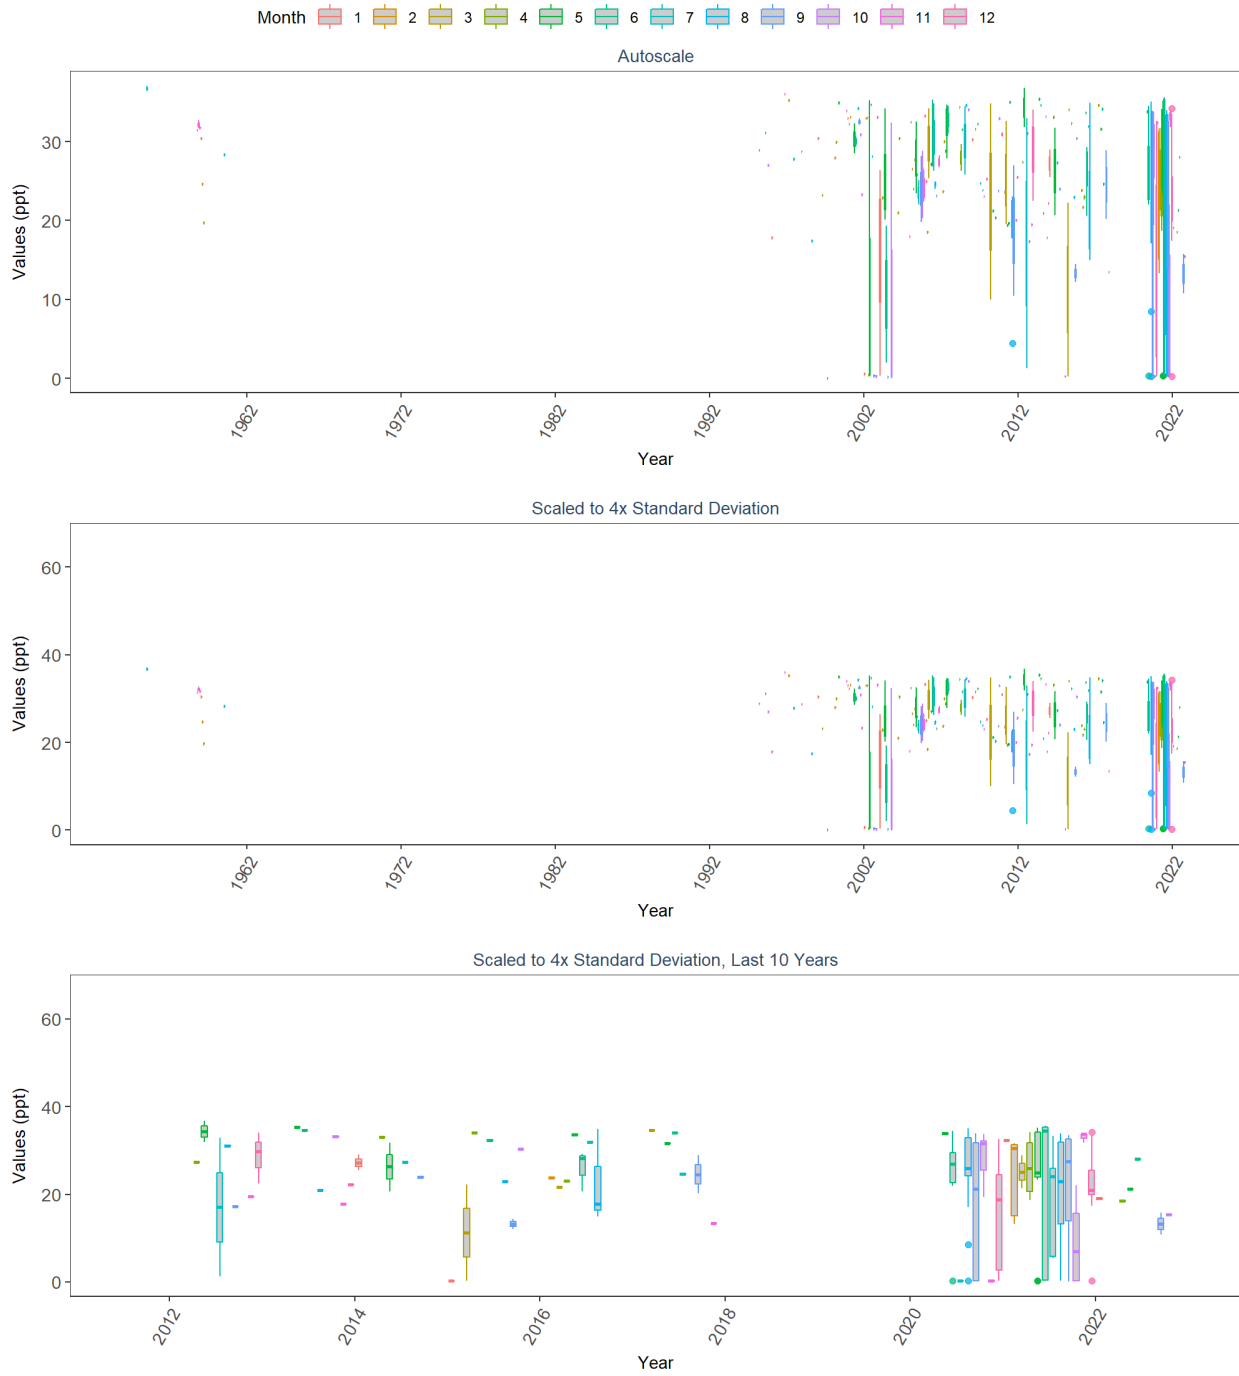 Month 1 2 3 4 5 6 7 8 9 10 11 12
Autoscale
Values (ppt)
30
20
10
0
1962 1972 1982 1992 2002 2012 2022
Year
Scaled to 4x Standard Deviation
Values (ppt)
60
40
20
0
1962 1972 1982 1992 2002 2012 2022
Year
Scaled to 4x Standard Deviation, Last 10 Years
Values (ppt)
60
40
20
0
2012 2014 2016 2018 2020 2022
Year